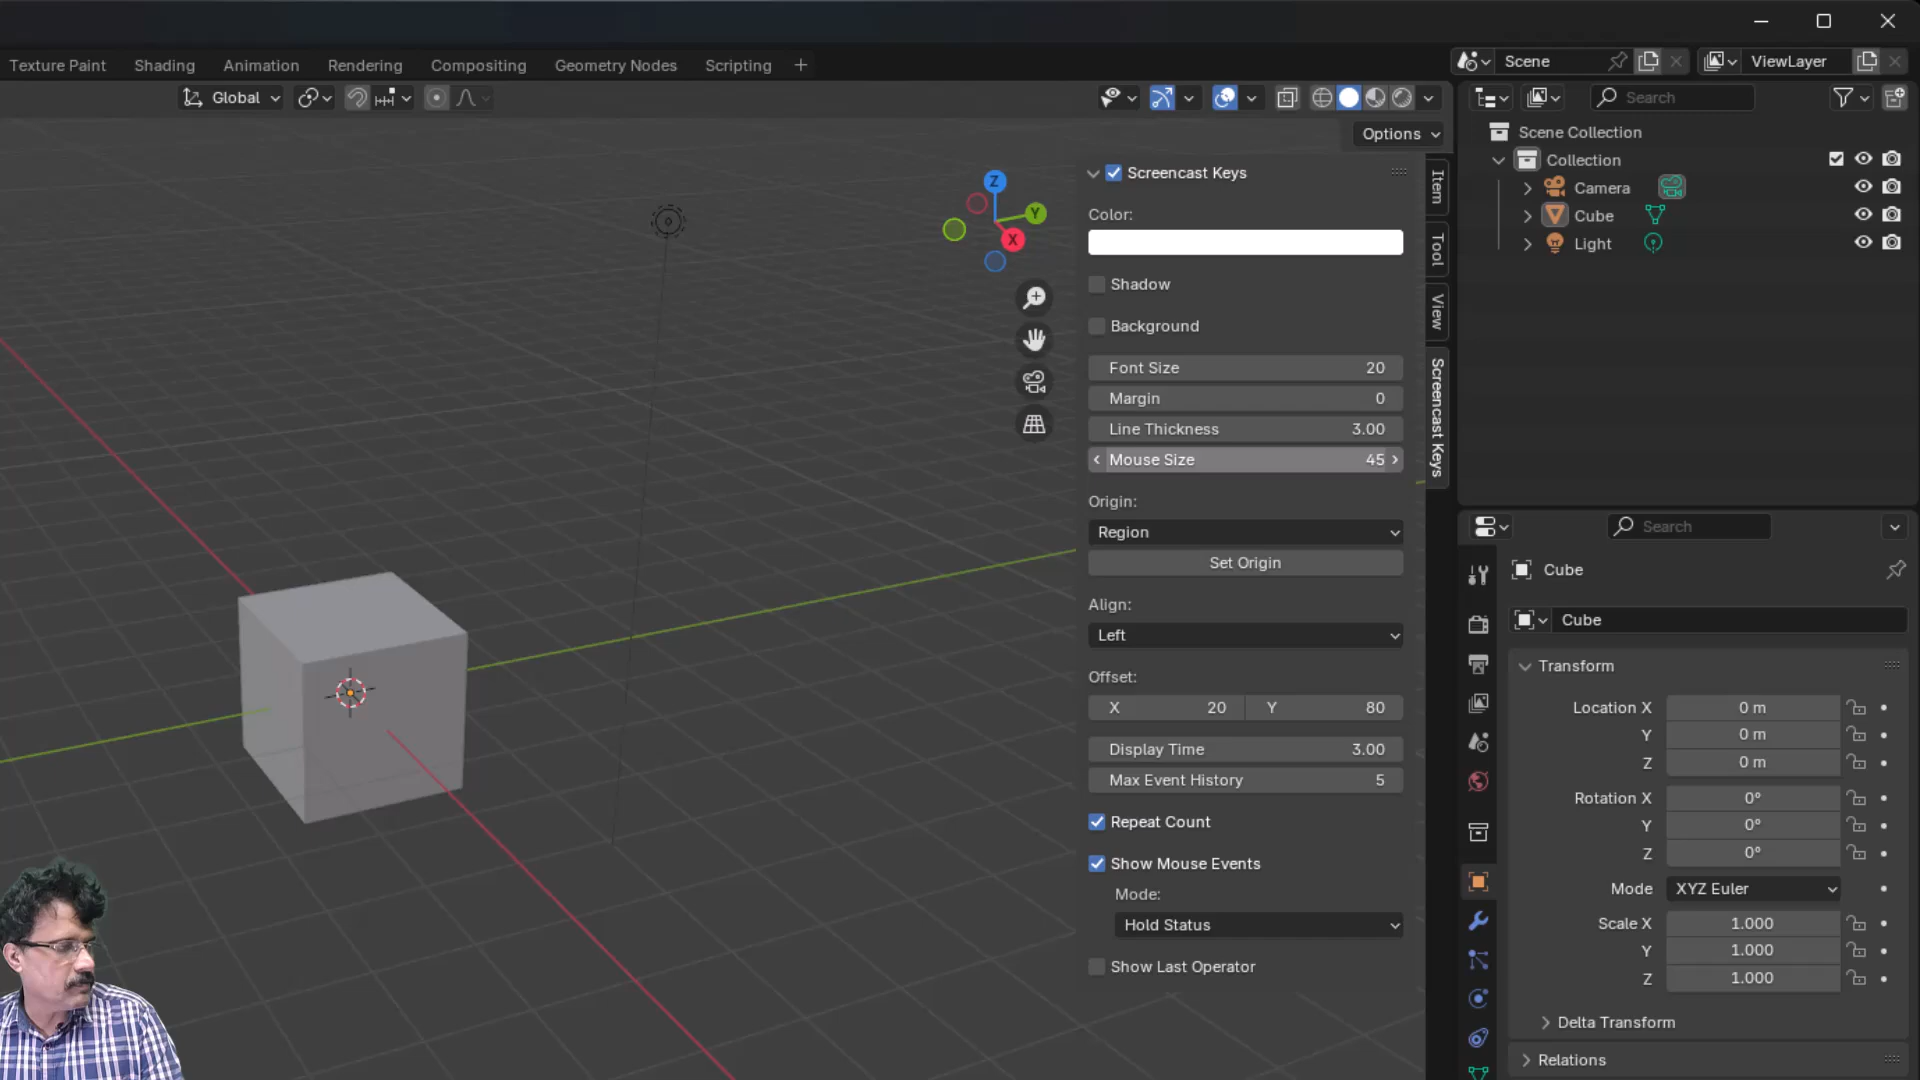 Texture Paint Shading Animation Rendering Compositing Geometry Nodes Scripting +
Scene
ViewLayer
Global
Options
Search
Scene Collection
Collection
Camera
Cube
Light
Z
Y
X
Screencast Keys
Color:
Shadow
Background
Font Size 20
Margin 0
Line Thickness 3.00
Mouse Size 45
Origin:
Region
Set Origin
Align:
Left
Offset:
X 20 Y 80
Display Time 3.00
Max Event History 5
Repeat Count
Show Mouse Events
Mode:
Hold Status
Show Last Operator
Item
Tool
View
Screencast Keys
Search
Cube
Cube
Transform
Location X 0 m
Y 0 m
Z 0 m
Rotation X 0°
Y 0°
Z 0°
Mode XYZ Euler
Scale X 1.000
Y 1.000
Z 1.000
Delta Transform
Relations